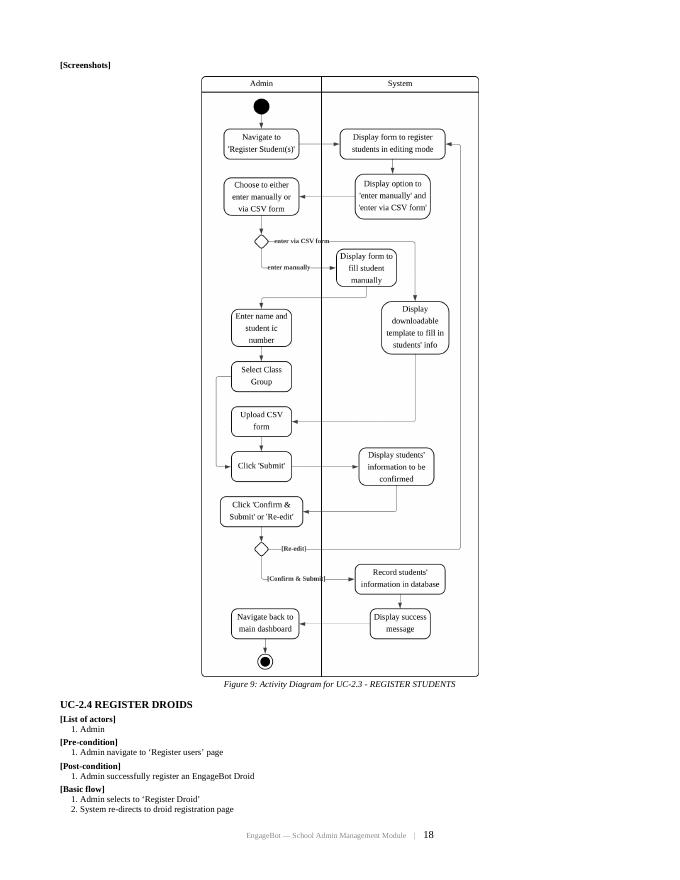 [Screenshots]
Admin
System
Navigate to
'Register Student(s)'
Display form to register
students in editing mode
Choose to either
enter manually or
via CSV form
Display option to
'enter manually' and
'enter via CSV form'
enter via CSV form
enter manually
Display form to
fill student
manually
Enter name and
student ic
number
Display
downloadable
template to fill in
students' info
Select Class
Group
Upload CSV
form
Click 'Submit'
Display students'
information to be
confirmed
Click 'Confirm &
Submit' or 'Re-edit'
[Re-edit]
[Confirm & Submit]
Record students'
information in database
Navigate back to
main dashboard
Display success
message
Figure 9: Activity Diagram for UC-2.3 - REGISTER STUDENTS
UC-2.4 REGISTER DROIDS
[List of actors]
1. Admin
[Pre-condition]
1. Admin navigate to ‘Register users’ page
[Post-condition]
1. Admin successfully register an EngageBot Droid
[Basic flow]
1. Admin selects to ‘Register Droid’
2. System re-directs to droid registration page
EngageBot — School Admin Management Module | 18